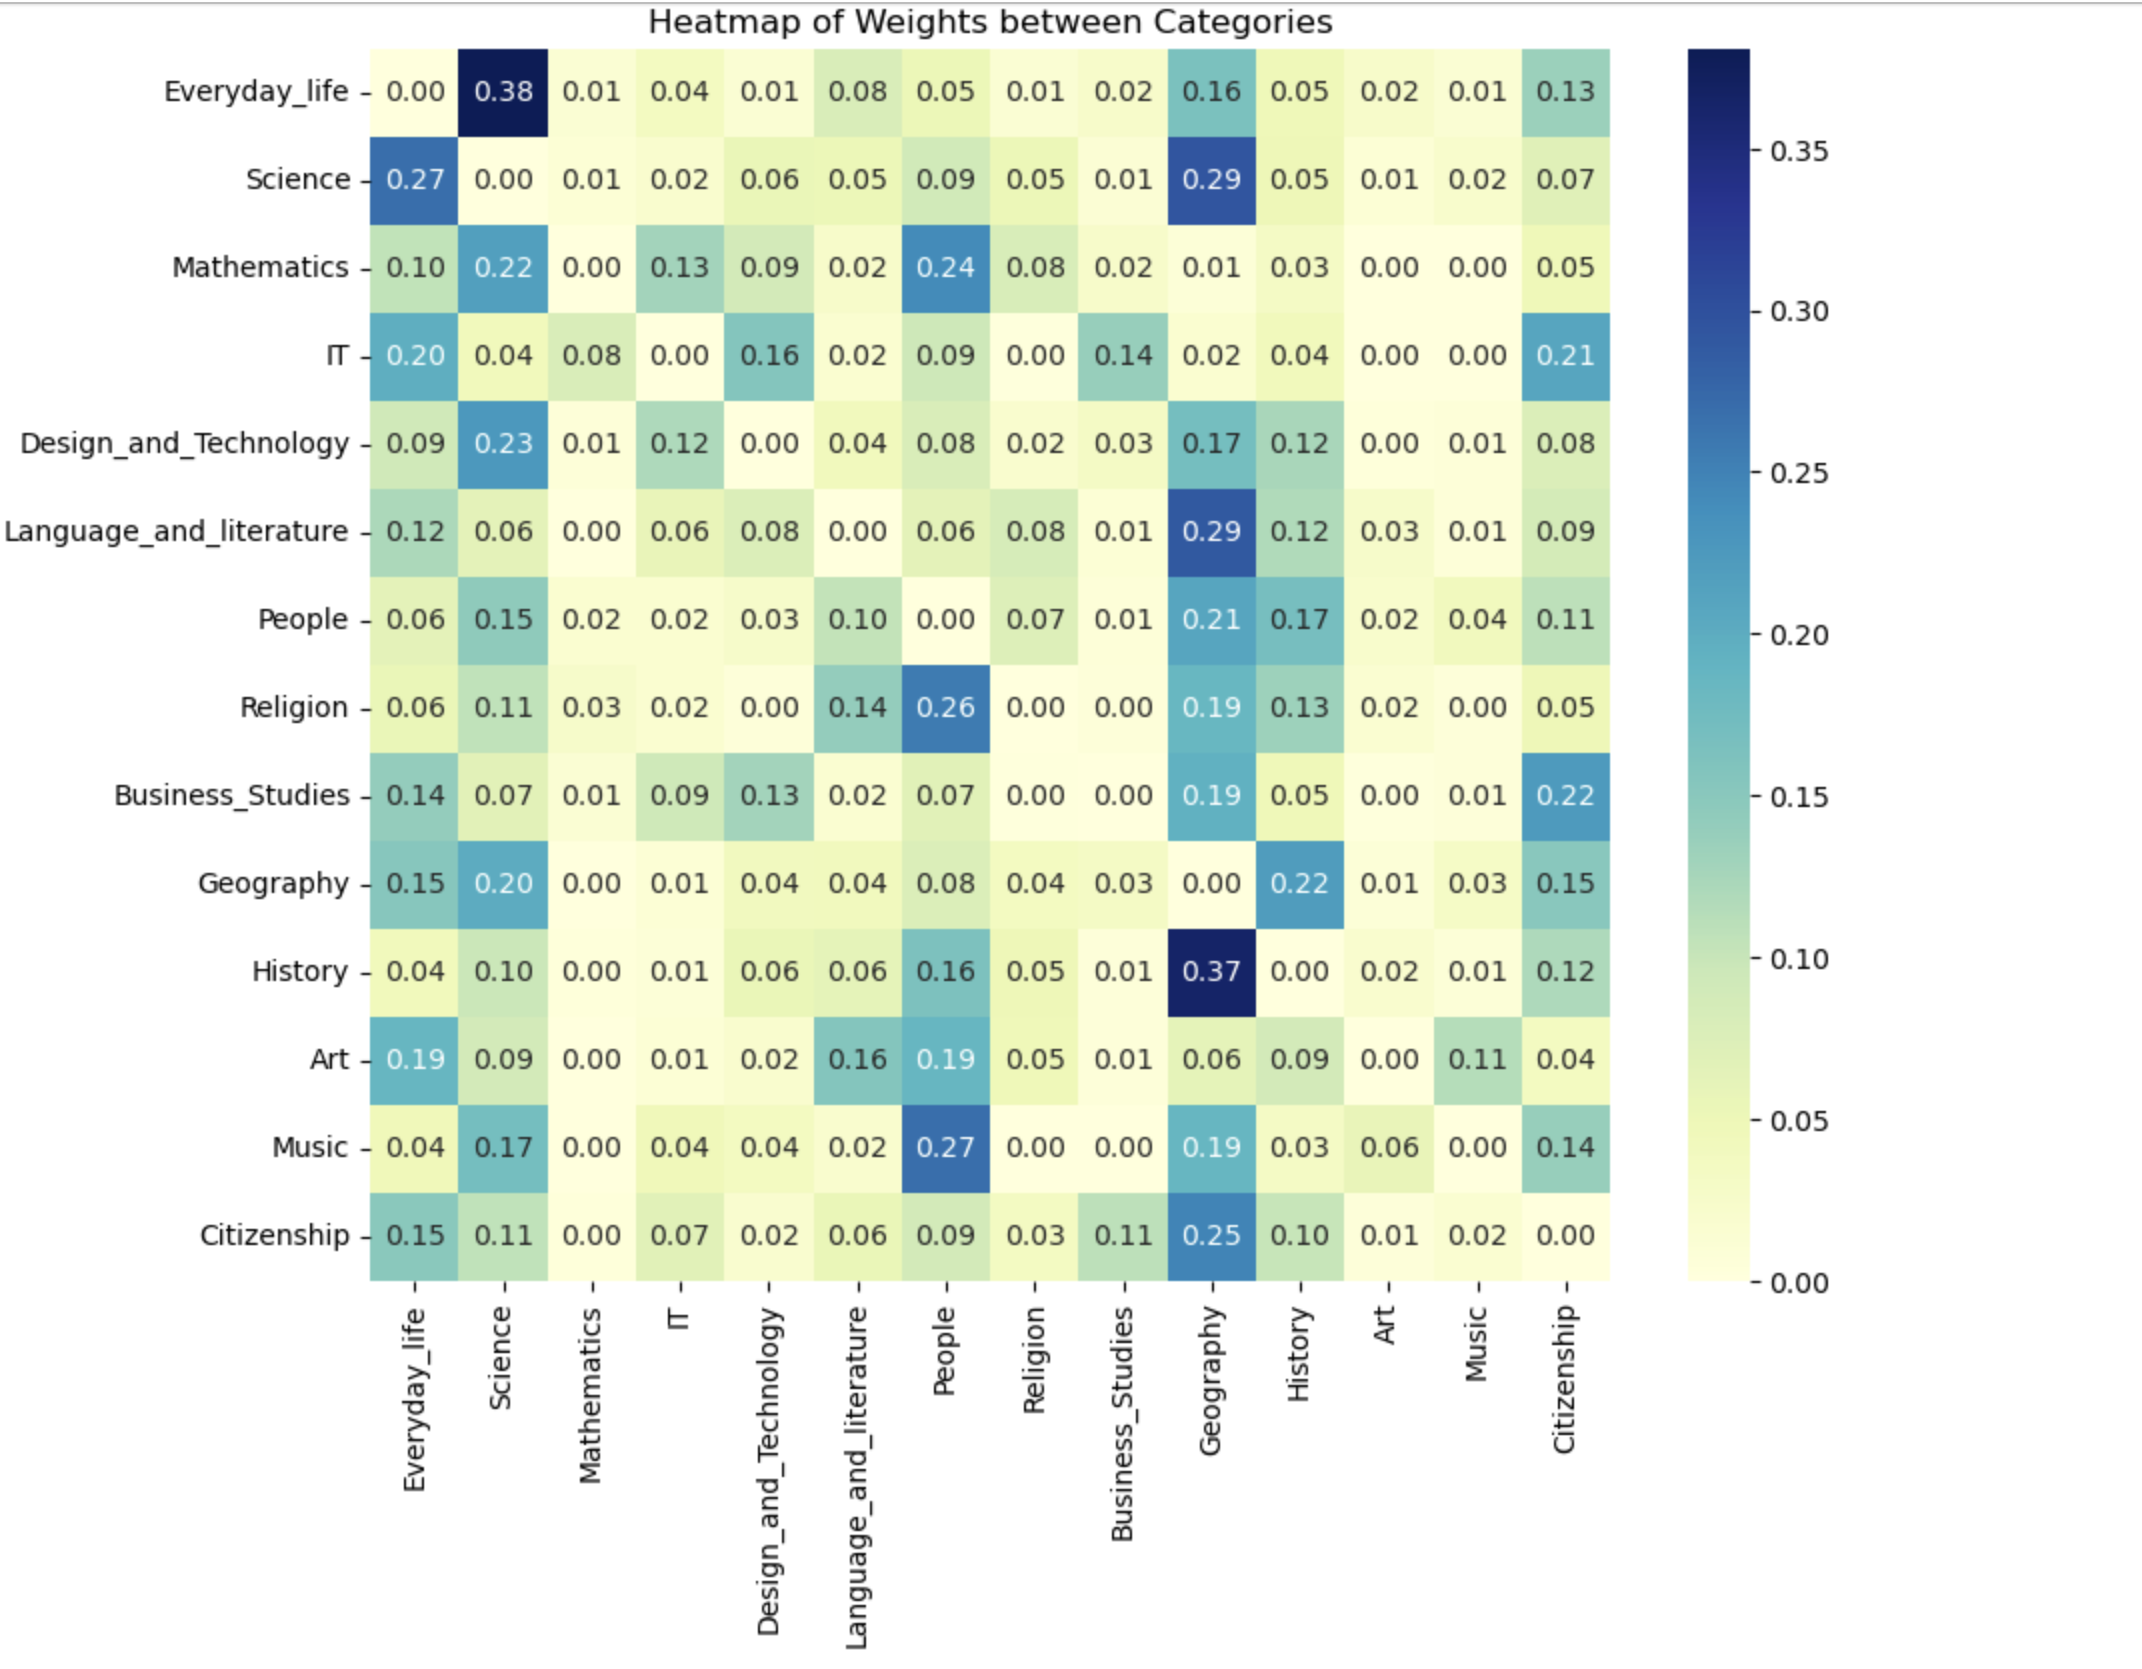 Heatmap of Weights between Categories
Everyday_life 0.00 0.38 0.01 0.04 0.01 0.08 0.05 0.01 0.02 0.16 0.05 0.02 0.01 0.13
Science 0.27 0.00 0.01 0.02 0.06 0.05 0.09 0.05 0.01 0.29 0.05 0.01 0.02 0.07
Mathematics 0.10 0.22 0.00 0.13 0.09 0.02 0.24 0.08 0.02 0.01 0.03 0.00 0.00 0.05
IT 0.20 0.04 0.08 0.00 0.16 0.02 0.09 0.00 0.14 0.02 0.04 0.00 0.00 0.21
Design_and_Technology 0.09 0.23 0.01 0.12 0.00 0.04 0.08 0.02 0.03 0.17 0.12 0.00 0.01 0.08
Language_and_literature 0.12 0.06 0.00 0.06 0.08 0.00 0.06 0.08 0.01 0.29 0.12 0.03 0.01 0.09
People 0.06 0.15 0.02 0.02 0.03 0.10 0.00 0.07 0.01 0.21 0.17 0.02 0.04 0.11
Religion 0.06 0.11 0.03 0.02 0.00 0.14 0.26 0.00 0.00 0.19 0.13 0.02 0.00 0.05
Business_Studies 0.14 0.07 0.01 0.09 0.13 0.02 0.07 0.00 0.00 0.19 0.05 0.00 0.01 0.22
Geography 0.15 0.20 0.00 0.01 0.04 0.04 0.08 0.04 0.03 0.00 0.22 0.01 0.03 0.15
History 0.04 0.10 0.00 0.01 0.06 0.06 0.16 0.05 0.01 0.37 0.00 0.02 0.01 0.12
Art 0.19 0.09 0.00 0.01 0.02 0.16 0.19 0.05 0.01 0.06 0.09 0.00 0.11 0.04
Music 0.04 0.17 0.00 0.04 0.04 0.02 0.27 0.00 0.00 0.19 0.03 0.06 0.00 0.14
Citizenship 0.15 0.11 0.00 0.07 0.02 0.06 0.09 0.03 0.11 0.25 0.10 0.01 0.02 0.00
Everyday_life
Science
Mathematics
IT
Design_and_Technology
Language_and_literature
People
Religion
Business_Studies
Geography
History
Art
Music
Citizenship
0.35
0.30
0.25
0.20
0.15
0.10
0.05
0.00